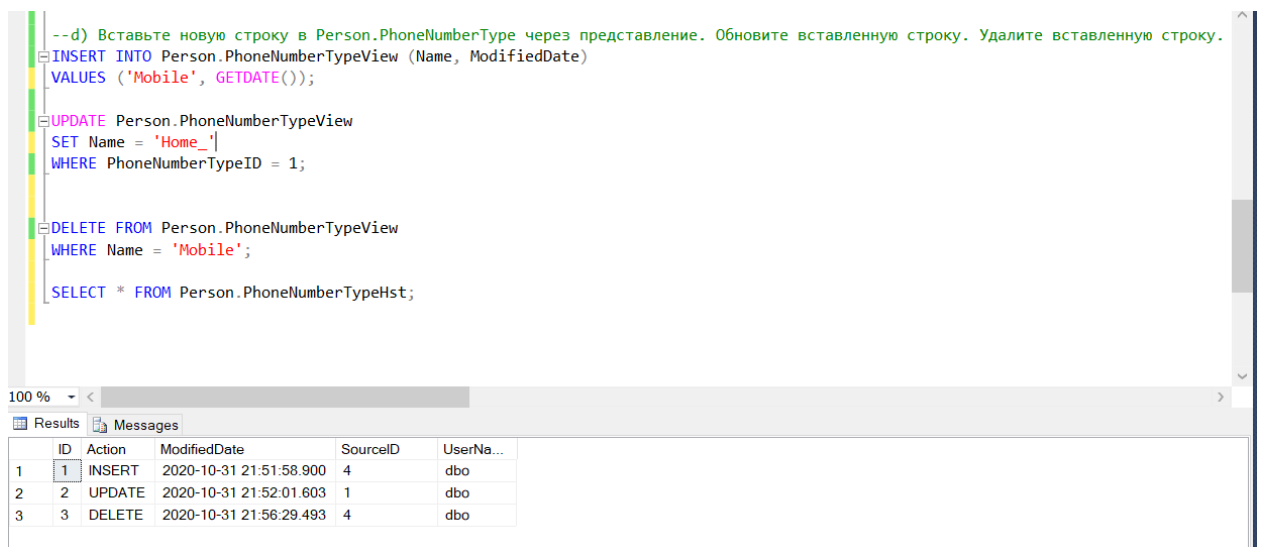 --d) Вставьте новую строку в Person.PhoneNumberType через представление. Обновите вставленную строку. Удалите вставленную строку.
INSERT INTO Person.PhoneNumberTypeView (Name, ModifiedDate)
VALUES ('Mobile', GETDATE());
UPDATE Person.PhoneNumberTypeView
SET Name = 'Home_'
WHERE PhoneNumberTypeID = 1;
DELETE FROM Person.PhoneNumberTypeView
WHERE Name = 'Mobile';
SELECT * FROM Person.PhoneNumberTypeHst;
100 %
Results Messages
ID Action ModifiedDate SourceID UserNa...
1 1 INSERT 2020-10-31 21:51:58.900 4 dbo
2 2 UPDATE 2020-10-31 21:52:01.603 1 dbo
3 3 DELETE 2020-10-31 21:56:29.493 4 dbo